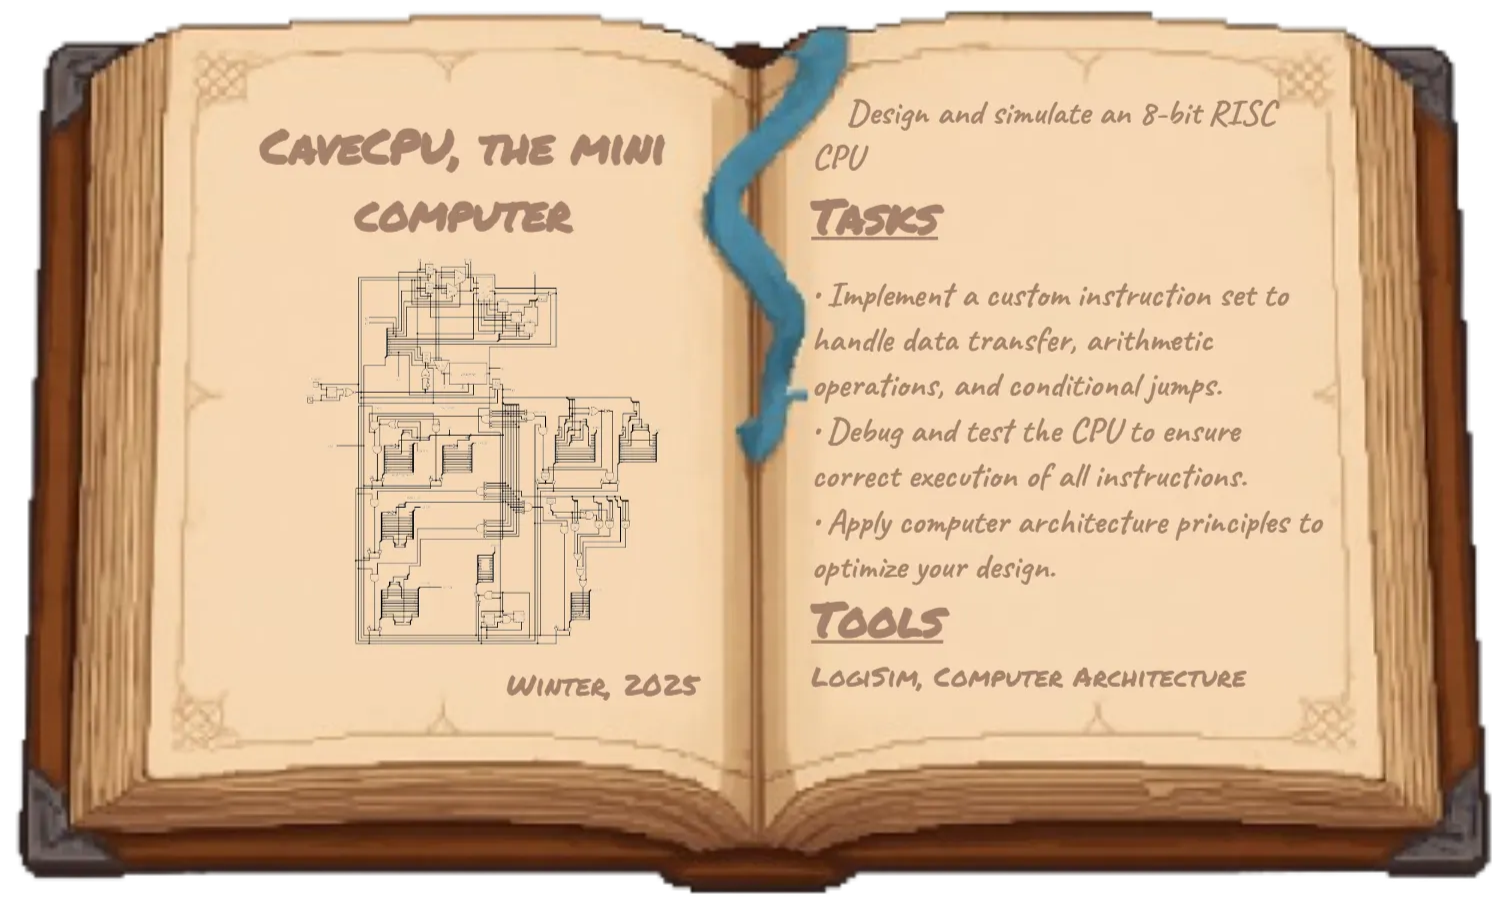 CaveCPU, the mini
computer
Winter, 2025
Design and simulate an 8-bit RISC
CPU
Tasks
· Implement a custom instruction set to
handle data transfer, arithmetic
operations, and conditional jumps.
· Debug and test the CPU to ensure
correct execution of all instructions.
· Apply computer architecture principles to
optimize your design.
Tools
LogiSim, Computer Architecture